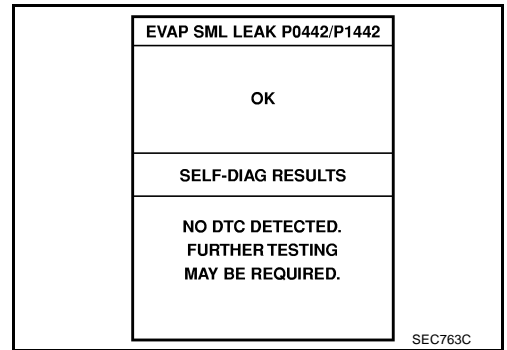 EVAP SML LEAK P0442/P1442
OK
SELF-DIAG RESULTS
NO DTC DETECTED.
FURTHER TESTING
MAY BE REQUIRED.
SEC763C